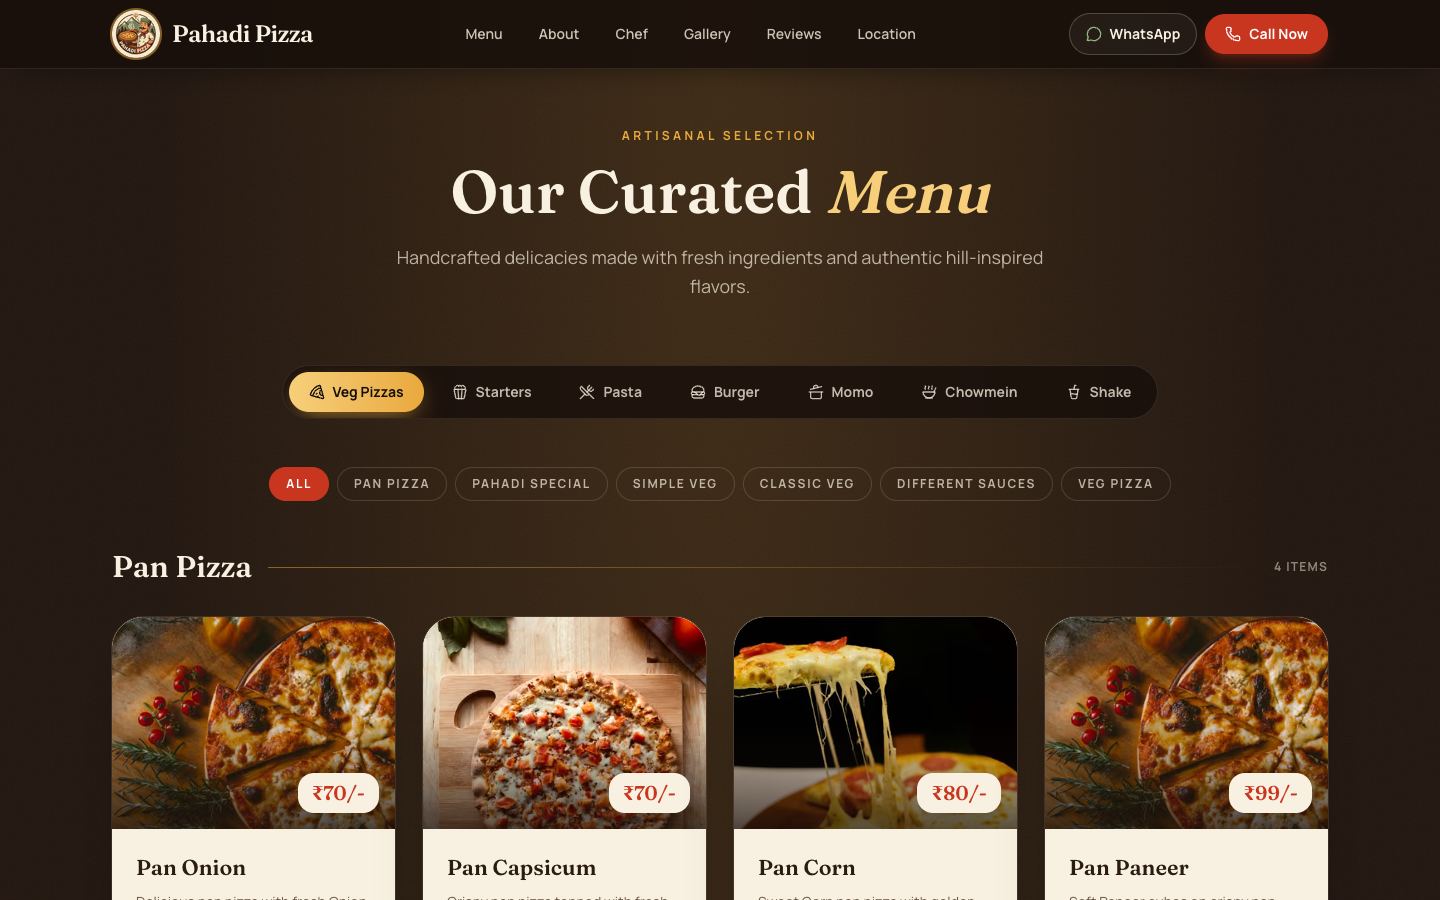 Pahadi Pizza
Menu
About
Chef
Gallery
Reviews
Location
WhatsApp
Call Now
ARTISANAL SELECTION
Our Curated Menu
Handcrafted delicacies made with fresh ingredients and authentic hill-inspired
flavors.
Veg Pizzas
Starters
Pasta
Burger
Momo
Chowmein
Shake
ALL
PAN PIZZA
PAHADI SPECIAL
SIMPLE VEG
CLASSIC VEG
DIFFERENT SAUCES
VEG PIZZA
Pan Pizza
4 ITEMS
₹70/-
₹70/-
₹80/-
₹99/-
Pan Onion
Pan Capsicum
Pan Corn
Pan Paneer